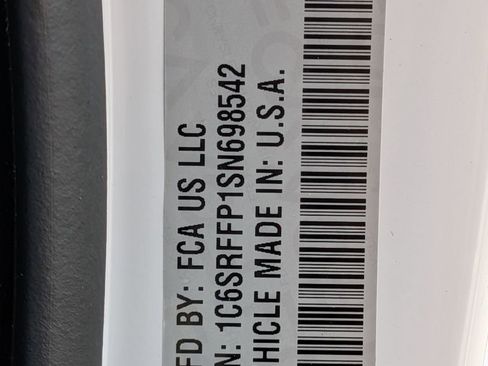 FD BY: FCA US LLC
N: 1C6SRFFP1SN698542
HICLE MADE IN: U.S.A.